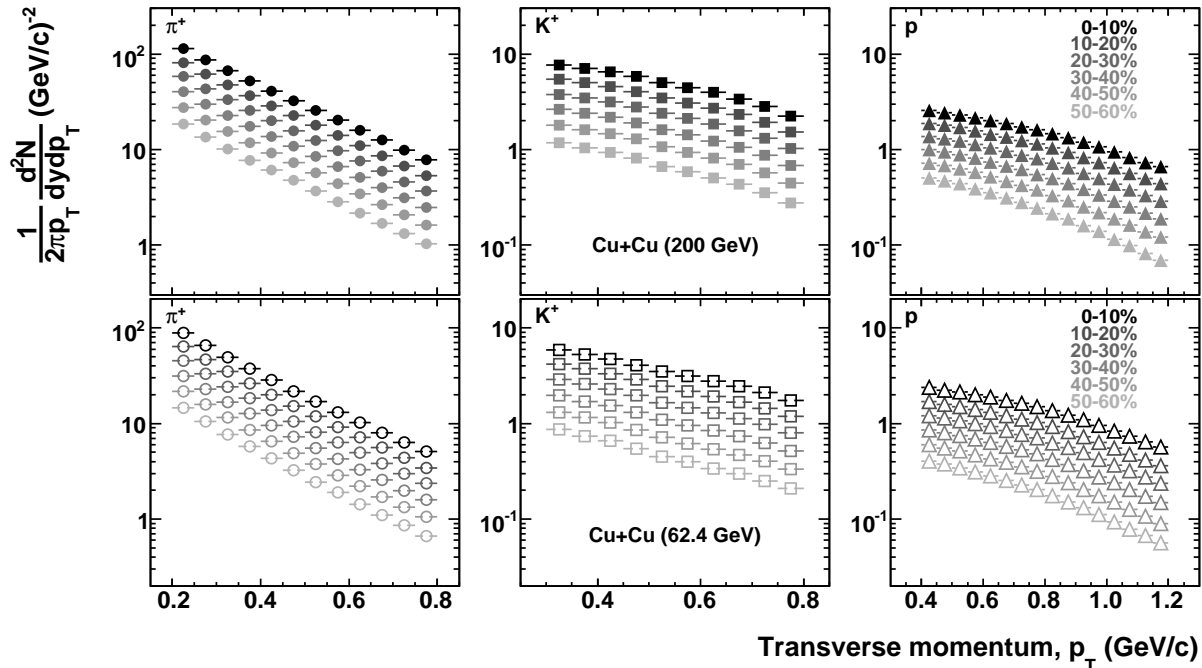 1/2πp_T d²N/dydp_T (GeV/c)⁻²
π⁺
10²
10
1
K⁺
10
1
10⁻¹
Cu+Cu (200 GeV)
p
10
1
10⁻¹
0-10%
10-20%
20-30%
30-40%
40-50%
50-60%
π⁺
10²
10
1
0.2 0.4 0.6 0.8
K⁺
10
1
10⁻¹
Cu+Cu (62.4 GeV)
0.4 0.6 0.8
p
10
1
10⁻¹
0-10%
10-20%
20-30%
30-40%
40-50%
50-60%
0.4 0.6 0.8 1.0 1.2
Transverse momentum, p_T (GeV/c)